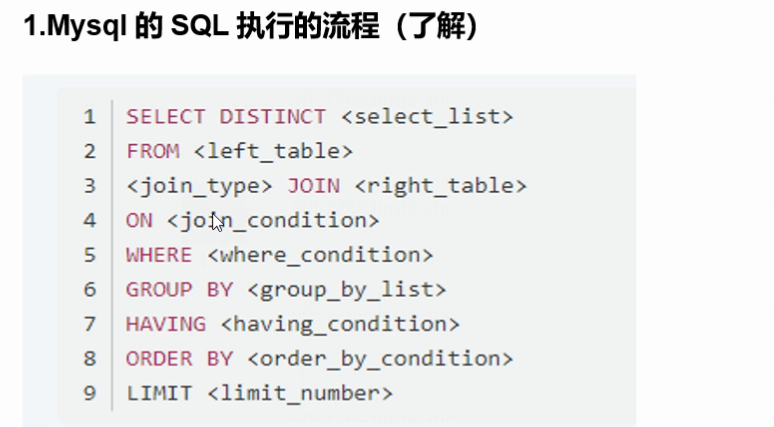 1.Mysql 的 SQL 执行的流程（了解）
1 SELECT DISTINCT <select_list>
2 FROM <left_table>
3 <join_type> JOIN <right_table>
4 ON <join_condition>
5 WHERE <where_condition>
6 GROUP BY <group_by_list>
7 HAVING <having_condition>
8 ORDER BY <order_by_condition>
9 LIMIT <limit_number>